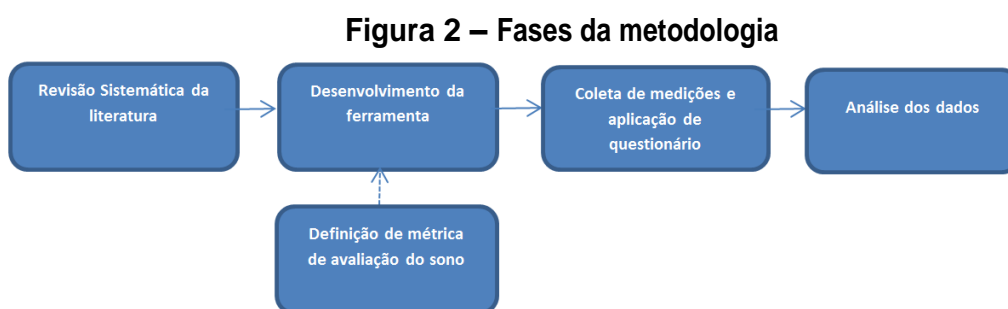 Figura 2 – Fases da metodologia
Revisão Sistemática da
literatura
Desenvolvimento da
ferramenta
Coleta de medições e
aplicação de
questionário
Análise dos dados
Definição de métrica
de avaliação do sono